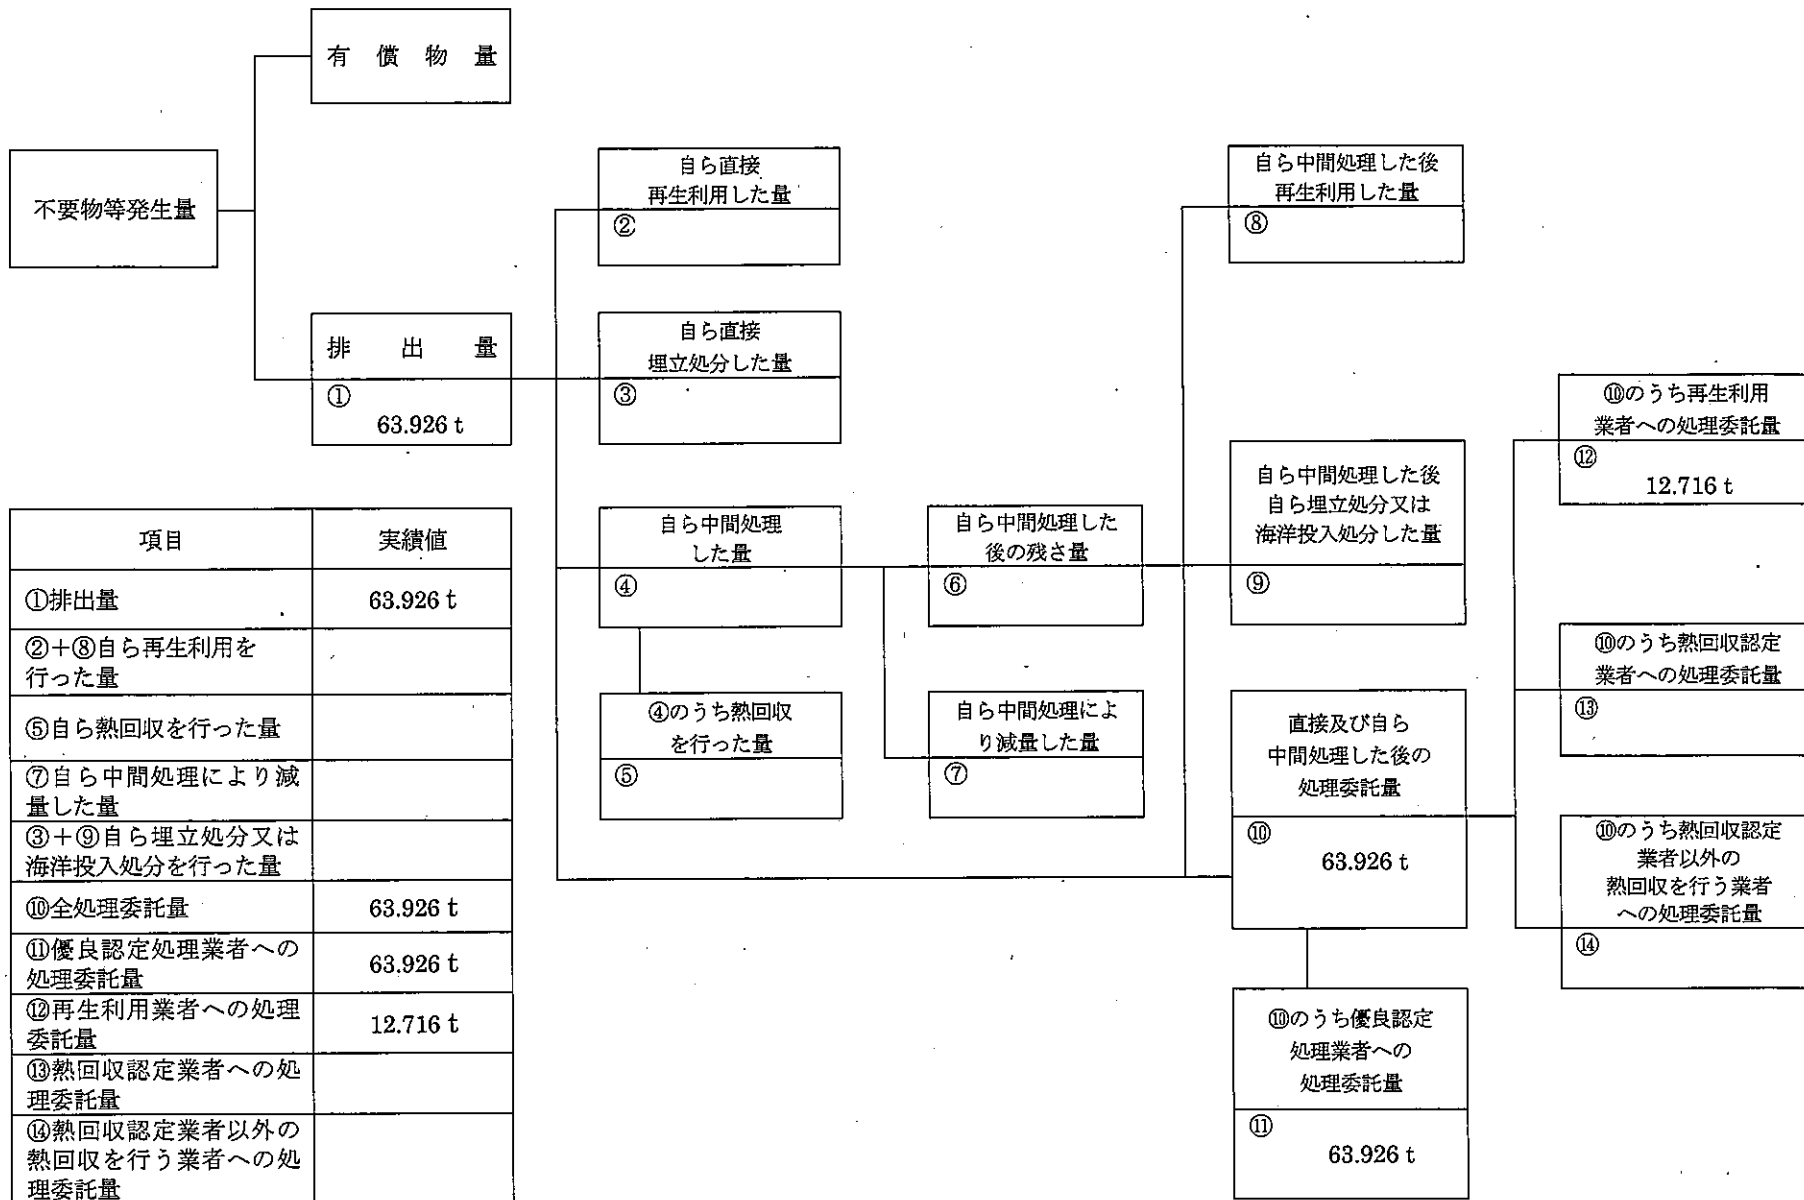 有償物量
不要物等発生量
排出量
①
63.926 t
自ら直接
再生利用した量
②
自ら直接
埋立処分した量
③
自ら中間処理
した量
④
④のうち熱回収
を行った量
⑤
自ら中間処理した
後の残さ量
⑥
自ら中間処理によ
り減量した量
⑦
自ら中間処理した後
再生利用した量
⑧
自ら中間処理した後
自ら埋立処分又は
海洋投入処分した量
⑨
直接及び自ら
中間処理した後の
処理委託量
⑩
63.926 t
⑩のうち優良認定
処理業者への
処理委託量
⑪
63.926 t
⑩のうち再生利用
業者への処理委託量
⑫
12.716 t
⑩のうち熱回収認定
業者への処理委託量
⑬
⑩のうち熱回収認定
業者以外の
熱回収を行う業者
への処理委託量
⑭
項目 実績値
①排出量 63.926 t
②+⑧自ら再生利用を
行った量
⑤自ら熱回収を行った量
⑦自ら中間処理により減
量した量
③+⑨自ら埋立処分又は
海洋投入処分を行った量
⑩全処理委託量 63.926 t
⑪優良認定処理業者への
処理委託量 63.926 t
⑫再生利用業者への処理
委託量 12.716 t
⑬熱回収認定業者への処
理委託量
⑭熱回収認定業者以外の
熱回収を行う業者への処
理委託量